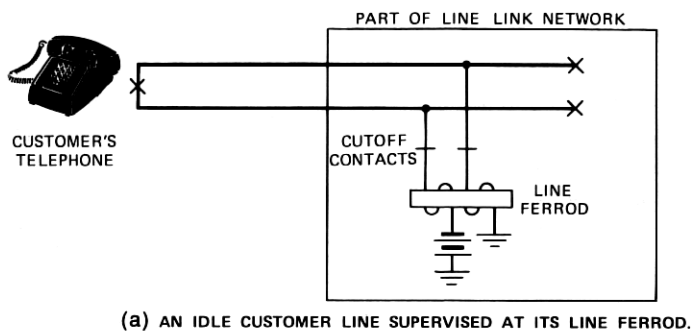 PART OF LINE LINK NETWORK
CUSTOMER'S
TELEPHONE
CUTOFF
CONTACTS
LINE
FERROD
(a) AN IDLE CUSTOMER LINE SUPERVISED AT ITS LINE FERROD.